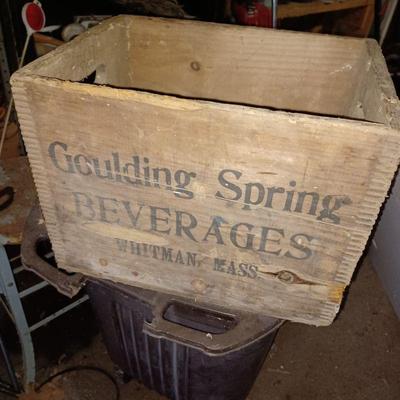 Goulding Spring
BEVERAGES
WHITMAN, MASS.